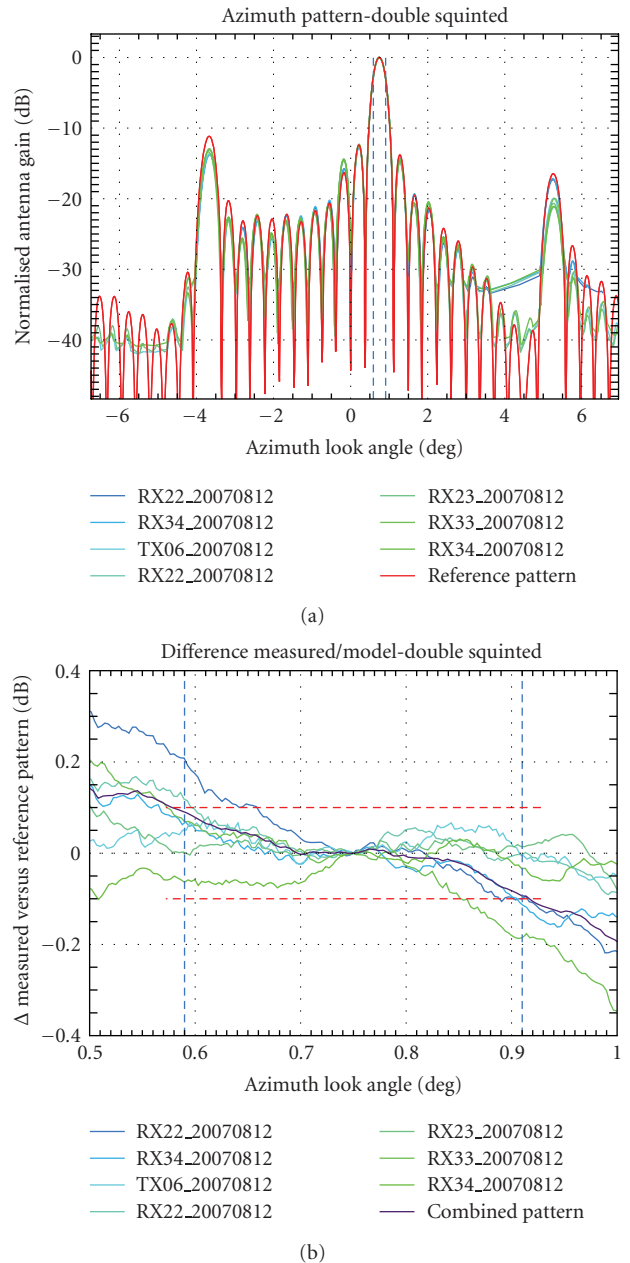 Azimuth pattern-double squinted
0
−10
−20
−30
−40
Normalised antenna gain (dB)
−6 −4 −2 0 2 4 6
Azimuth look angle (deg)
RX22_20070812 RX23_20070812
RX34_20070812 RX33_20070812
TX06_20070812 RX34_20070812
RX22_20070812 Reference pattern
(a)
Difference measured/model-double squinted
0.4
0.2
0
−0.2
−0.4
Δ measured versus reference pattern (dB)
0.5 0.6 0.7 0.8 0.9 1
Azimuth look angle (deg)
RX22_20070812 RX23_20070812
RX34_20070812 RX33_20070812
TX06_20070812 RX34_20070812
RX22_20070812 Combined pattern
(b)